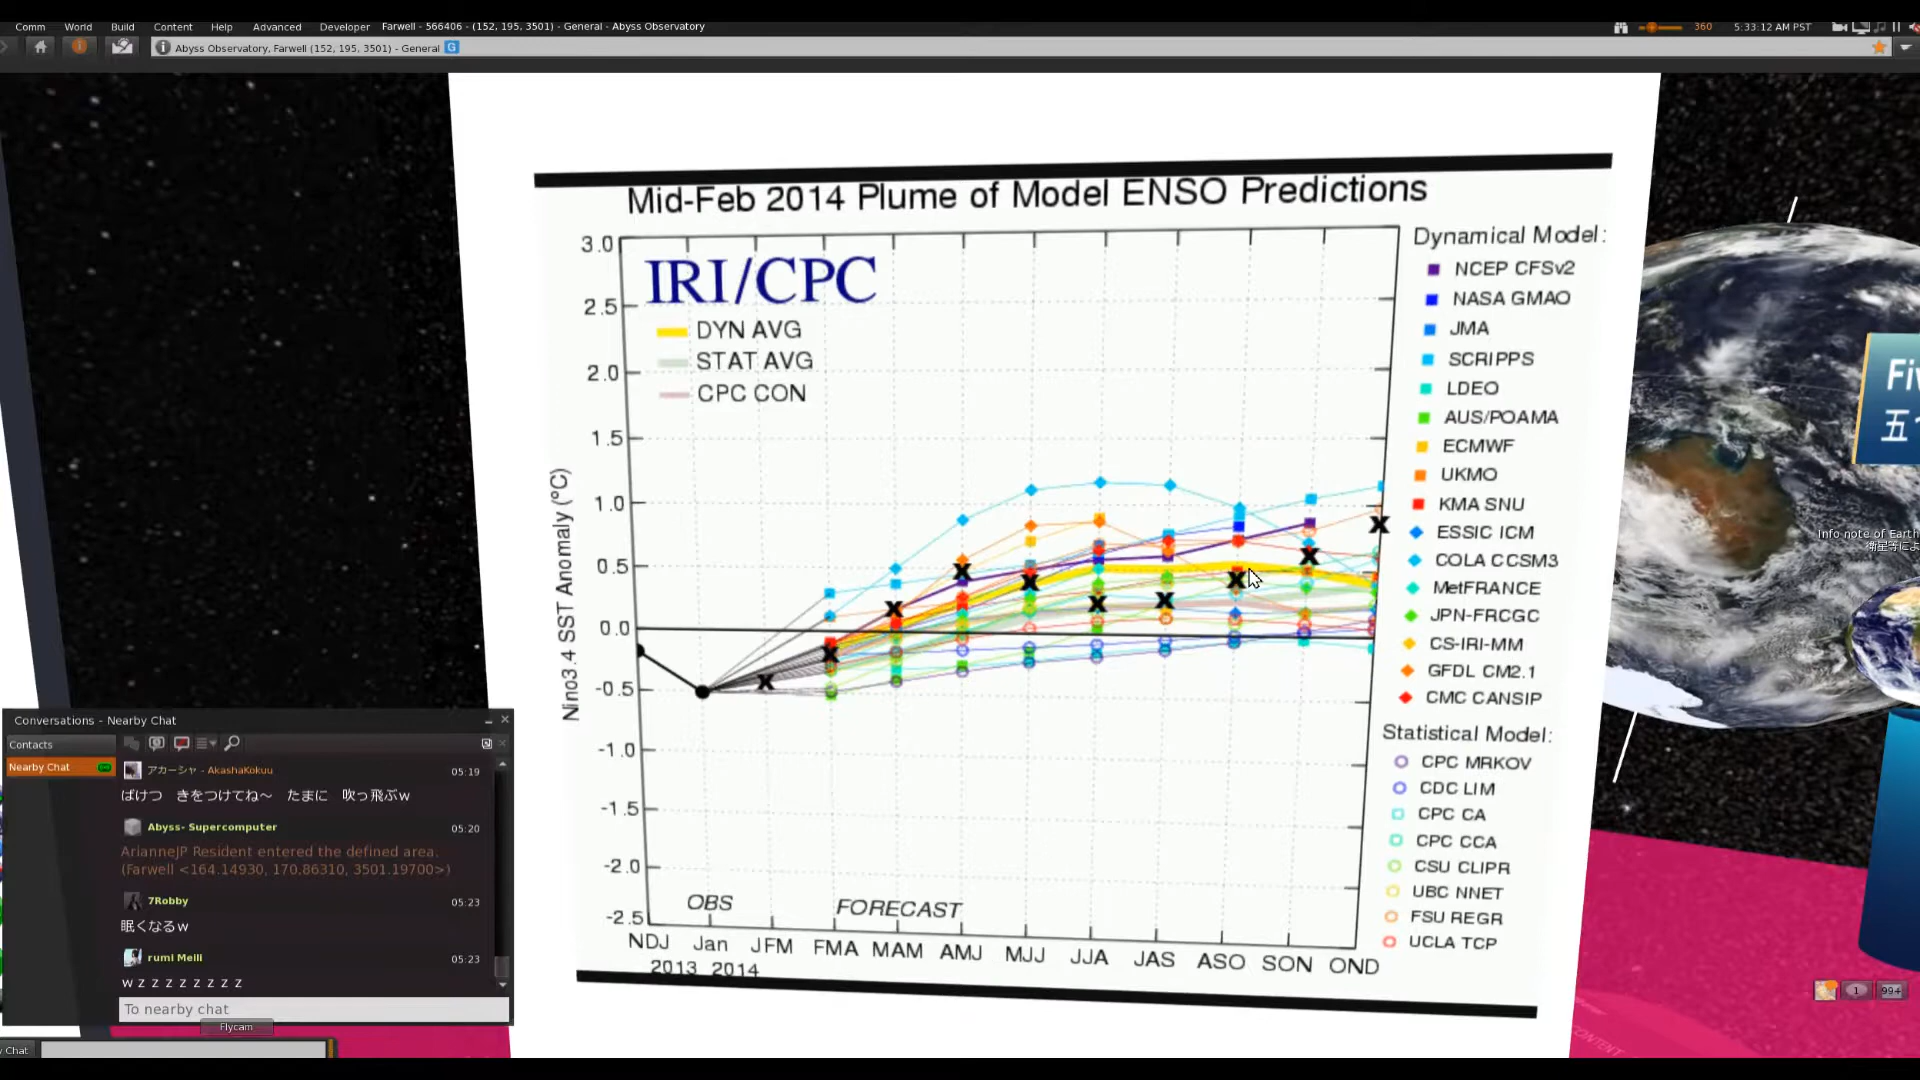 Comm World Build Content Help Advanced Developer Farwell - 566406 - (152, 195, 3501) - General - Abyss Observatory
360 5:33:12 AM PST
Abyss Observatory, Farwell (152, 195, 3501) - General G
Mid-Feb 2014 Plume of Model ENSO Predictions
IRI/CPC
DYN AVG
STAT AVG
CPC CON
Nino3.4 SST Anomaly (°C)
3.0
2.5
2.0
1.5
1.0
0.5
0.0
-0.5
-1.0
-1.5
-2.0
-2.5
OBS FORECAST
NDJ Jan JFM FMA MAM AMJ MJJ JJA JAS ASO SON OND
2013 2014
Dynamical Model:
NCEP CFSv2
NASA GMAO
JMA
SCRIPPS
LDEO
AUS/POAMA
ECMWF
UKMO
KMA SNU
ESSIC ICM
COLA CCSM3
MetFRANCE
JPN-FRCGC
CS-IRI-MM
GFDL CM2.1
CMC CANSIP
Statistical Model:
CPC MRKOV
CDC LIM
CPC CA
CPC CCA
CSU CLIPR
UBC NNET
FSU REGR
UCLA TCP
Info note of Earth
Conversations - Nearby Chat
Contacts
Nearby Chat
アカーシャ - AkashaKokuu 05:19
ばけつ きをつけてね～ たまに 吹っ飛ぶw
Abyss- Supercomputer 05:20
ArianneJP Resident entered the defined area.
(Farwell <164.14930, 170.86310, 3501.19700>)
7Robby 05:23
眠くなるw
rumi Meili 05:23
w z z z z z z z z
To nearby chat
Flycam
y Chat
1 99+